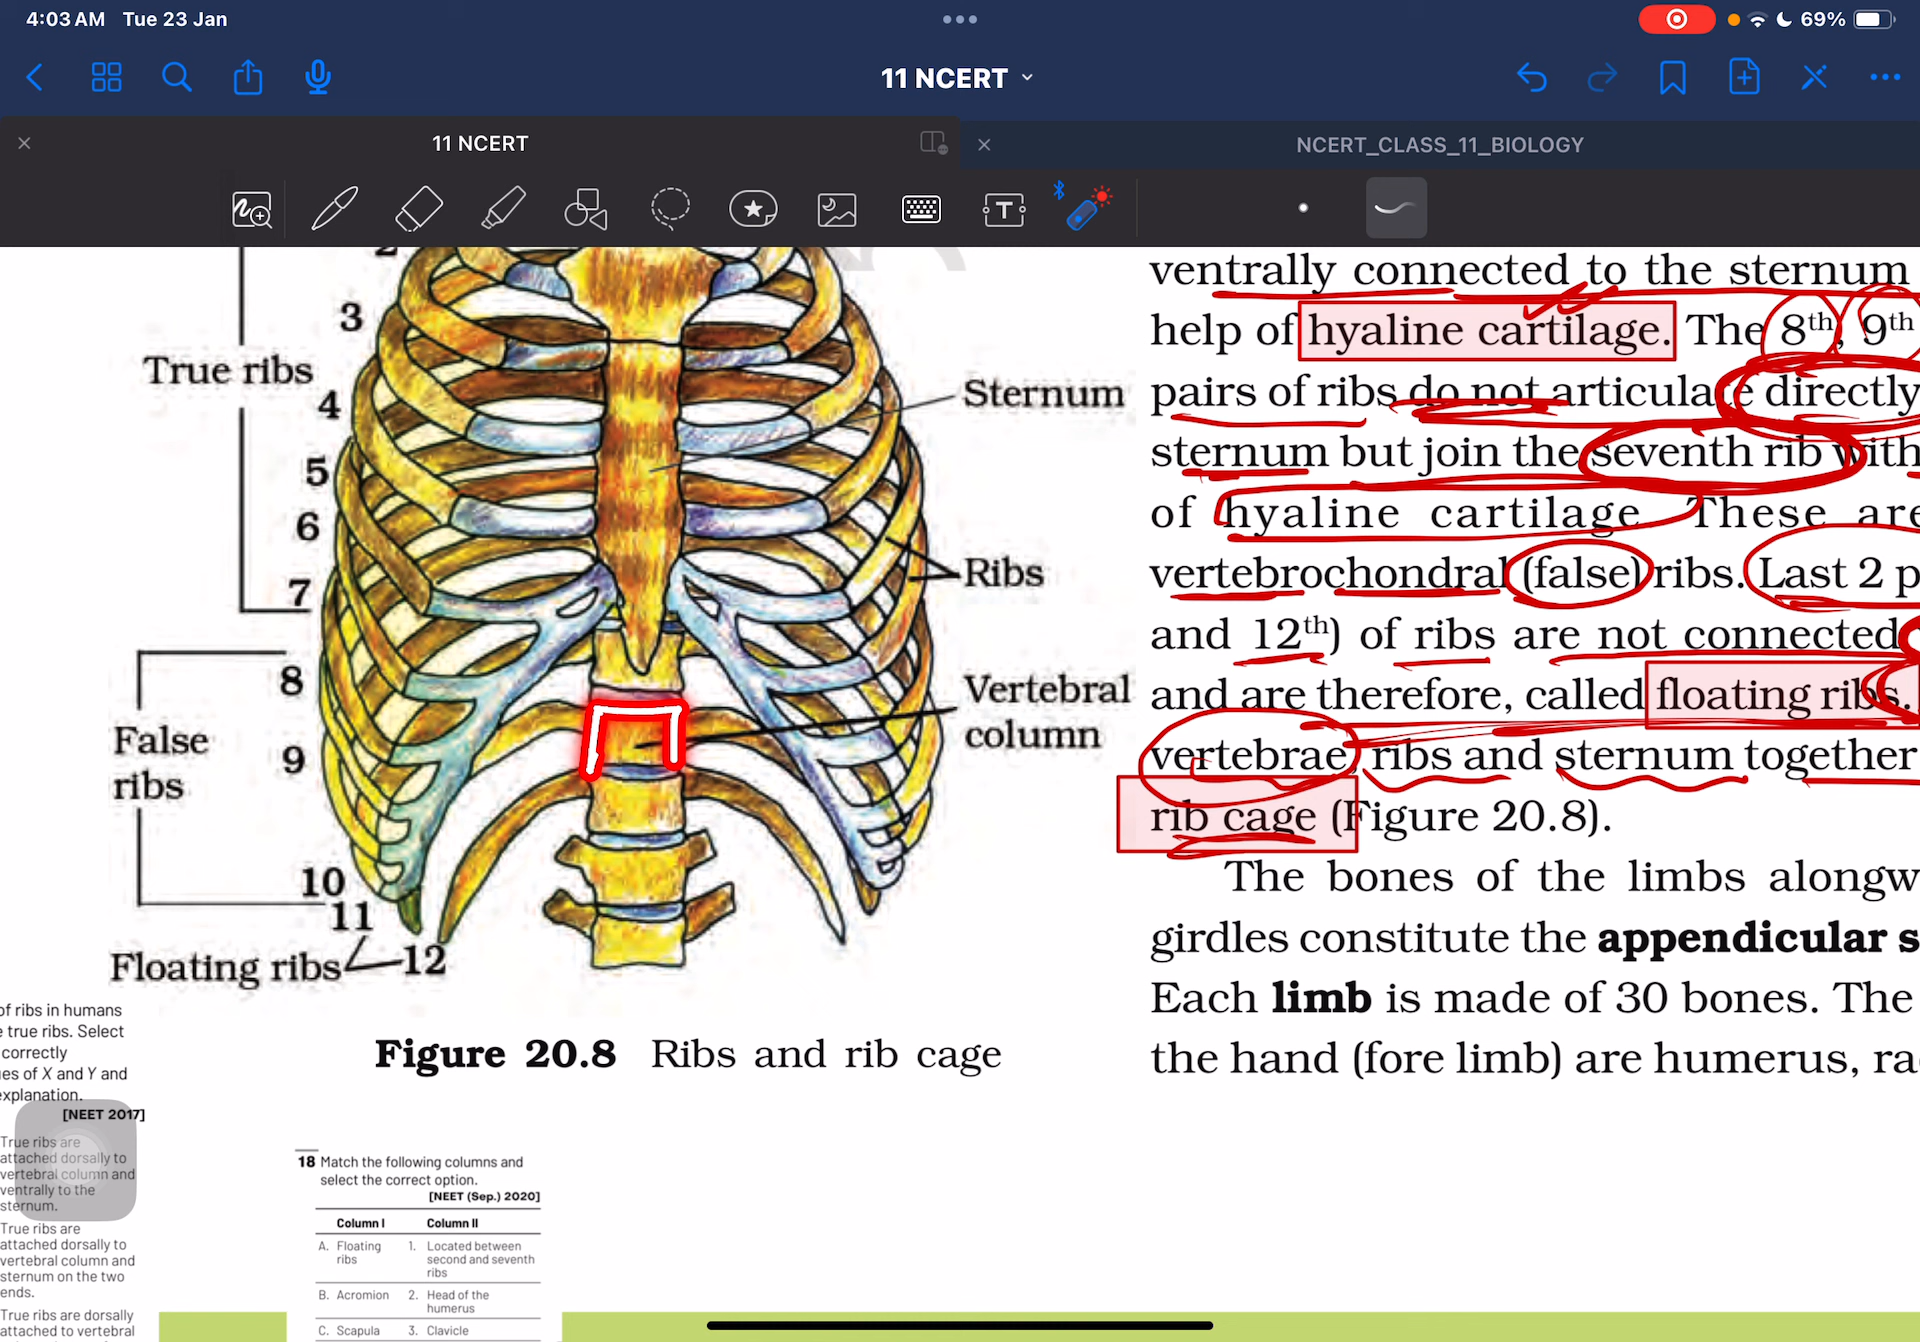 4:03 AM Tue 23 Jan
69%
11 NCERT
11 NCERT
NCERT_CLASS_11_BIOLOGY
3
True ribs
4
5
6
7
8
False
ribs
9
10
11
Floating ribs
12
Sternum
Ribs
Vertebral
column
Figure 20.8 Ribs and rib cage
ventrally connected to the sternum
help of hyaline cartilage. The 8th, 9th
pairs of ribs do not articulate directly
sternum but join the seventh rib with
of hyaline cartilage. These are
vertebrochondral (false) ribs. Last 2 p
and 12th) of ribs are not connected
and are therefore, called floating ribs.
vertebrae, ribs and sternum together
rib cage (Figure 20.8).
The bones of the limbs alongw
girdles constitute the appendicular s
Each limb is made of 30 bones. The
the hand (fore limb) are humerus, ra
of ribs in humans
e true ribs. Select
correctly
es of X and Y and
explanation.
[NEET 2017]
True ribs are
attached dorsally to
vertebral column and
ventrally to the
sternum.
True ribs are
attached dorsally to
vertebral column and
sternum on the two
ends.
True ribs are dorsally
attached to vertebral
18 Match the following columns and
select the correct option.
[NEET (Sep.) 2020]
Column I Column II
A. Floating ribs 1. Located between second and seventh ribs
B. Acromion 2. Head of the humerus
C. Scapula 3. Clavicle